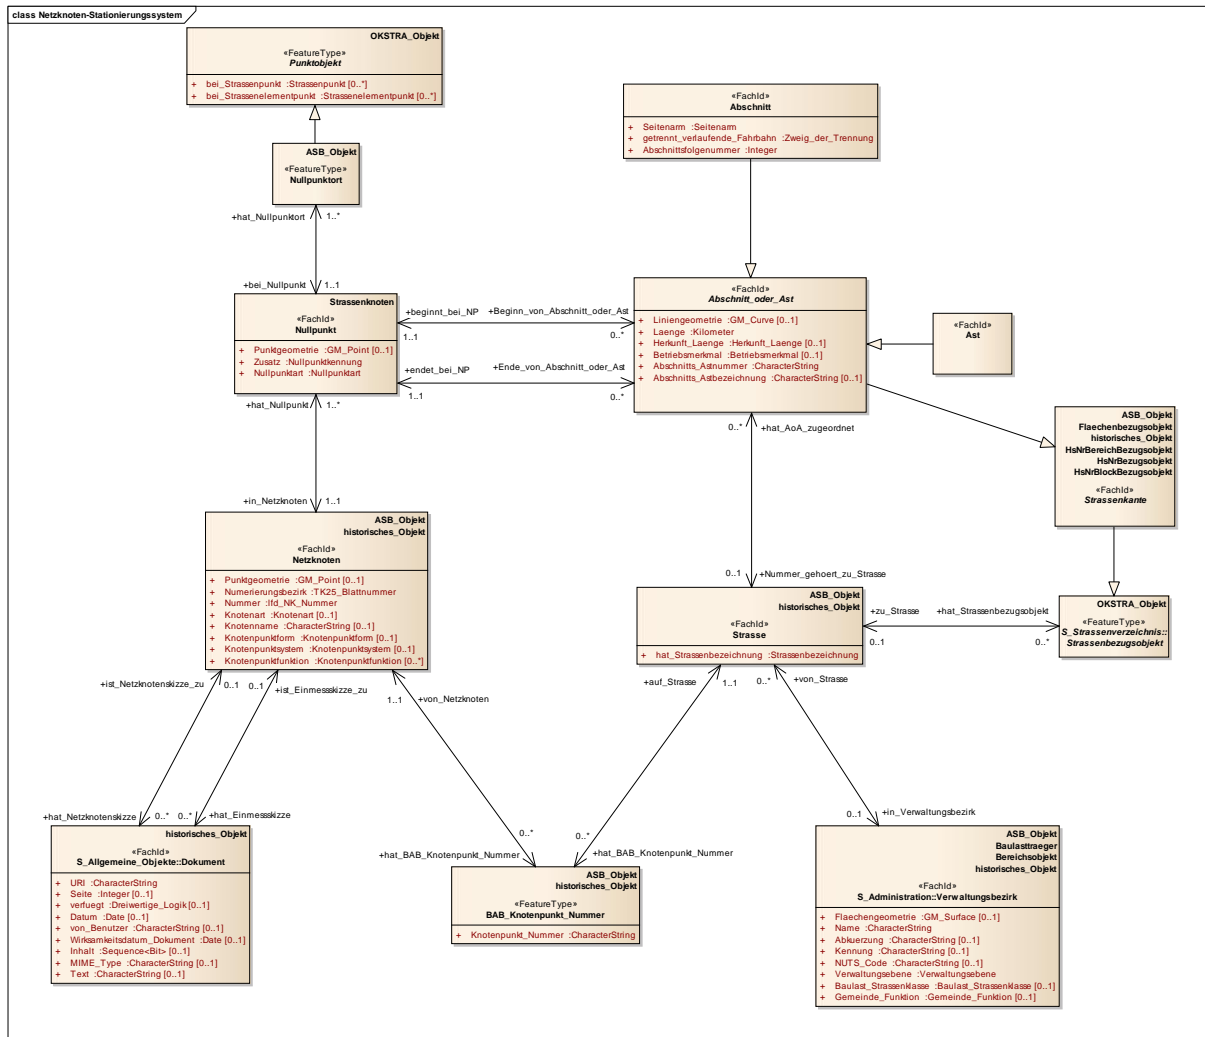 class Netzknoten-Stationierungssystem
OKSTRA_Objekt
«FeatureType»
Punktobjekt
+ bei_Strassenpunkt :Strassenpunkt [0..*]
+ bei_Strassenelementpunkt :Strassenelementpunkt [0..*]
«FachId»
Abschnitt
+ Seitenarm :Seitenarm
+ getrennt_verlaufende_Fahrbahn :Zweig_der_Trennung
+ Abschnittsfolgenummer :Integer
ASB_Objekt
«FeatureType»
Nullpunktort
+hat_Nullpunktort 1..*
+bei_Nullpunkt 1..1
Strassenknoten
«FachId»
Nullpunkt
+ Punktgeometrie :GM_Point [0..1]
+ Zusatz :Nullpunktkennung
+ Nullpunktart :Nullpunktart
+beginnt_bei_NP +Beginn_von_Abschnitt_oder_Ast
1..1 0..*
+endet_bei_NP +Ende_von_Abschnitt_oder_Ast
1..1 0..*
«FachId»
Abschnitt_oder_Ast
+ Liniengeometrie :GM_Curve [0..1]
+ Laenge :Kilometer
+ Herkunft_Laenge :Herkunft_Laenge [0..1]
+ Betriebsmerkmal :Betriebsmerkmal [0..1]
+ Abschnitts_Astnummer :CharacterString
+ Abschnitts_Astbezeichnung :CharacterString [0..1]
«FachId»
Ast
ASB_Objekt
Flaechenbezugsobjekt
historisches_Objekt
HsNrBereichBezugsobjekt
HsNrBezugsobjekt
HsNrBlockBezugsobjekt
«FachId»
Strassenkante
+hat_Nullpunkt 1..*
+in_Netzknoten 1..1
0..* +hat_AoA_zugeordnet
0..1 +Nummer_gehoert_zu_Strasse
ASB_Objekt
historisches_Objekt
«FachId»
Netzknoten
+ Punktgeometrie :GM_Point [0..1]
+ Numerierungsbezirk :TK25_Blattnummer
+ Nummer :lfd_NK_Nummer
+ Knotenart :Knotenart [0..1]
+ Knotenname :CharacterString [0..1]
+ Knotenpunktform :Knotenpunktform [0..1]
+ Knotenpunktsystem :Knotenpunktsystem [0..1]
+ Knotenpunktfunktion :Knotenpunktfunktion [0..*]
ASB_Objekt
historisches_Objekt
«FachId»
Strasse
+ hat_Strassenbezeichnung :Strassenbezeichnung
+zu_Strasse +hat_Strassenbezugsobjekt
0..1 0..*
OKSTRA_Objekt
«FeatureType»
S_Strassenverzeichnis::
Strassenbezugsobjekt
+ist_Netzknotenskizze_zu 0..1
0..1 +ist_Einmessskizze_zu
1..1 +von_Netzknoten
+auf_Strasse 1..1
0..* +von_Strasse
+hat_Netzknotenskizze 0..*
0..* +hat_Einmessskizze
0..*
+hat_BAB_Knotenpunkt_Nummer
0..*
+hat_BAB_Knotenpunkt_Nummer
0..1 +in_Verwaltungsbezirk
historisches_Objekt
«FachId»
S_Allgemeine_Objekte::Dokument
+ URI :CharacterString
+ Seite :Integer [0..1]
+ verfuegt :Dreiwertige_Logik [0..1]
+ Datum :Date [0..1]
+ von_Benutzer :CharacterString [0..1]
+ Wirksamkeitsdatum_Dokument :Date [0..1]
+ Inhalt :Sequence<Bit> [0..1]
+ MIME_Type :CharacterString [0..1]
+ Text :CharacterString [0..1]
ASB_Objekt
historisches_Objekt
«FeatureType»
BAB_Knotenpunkt_Nummer
+ Knotenpunkt_Nummer :CharacterString
ASB_Objekt
Baulasttraeger
Bereichsobjekt
historisches_Objekt
«FachId»
S_Administration::Verwaltungsbezirk
+ Flaechengeometrie :GM_Surface [0..1]
+ Name :CharacterString
+ Abkuerzung :CharacterString [0..1]
+ Kennung :CharacterString [0..1]
+ NUTS_Code :CharacterString [0..1]
+ Verwaltungsebene :Verwaltungsebene
+ Baulast_Strassenklasse :Baulast_Strassenklasse [0..1]
+ Gemeinde_Funktion :Gemeinde_Funktion [0..1]